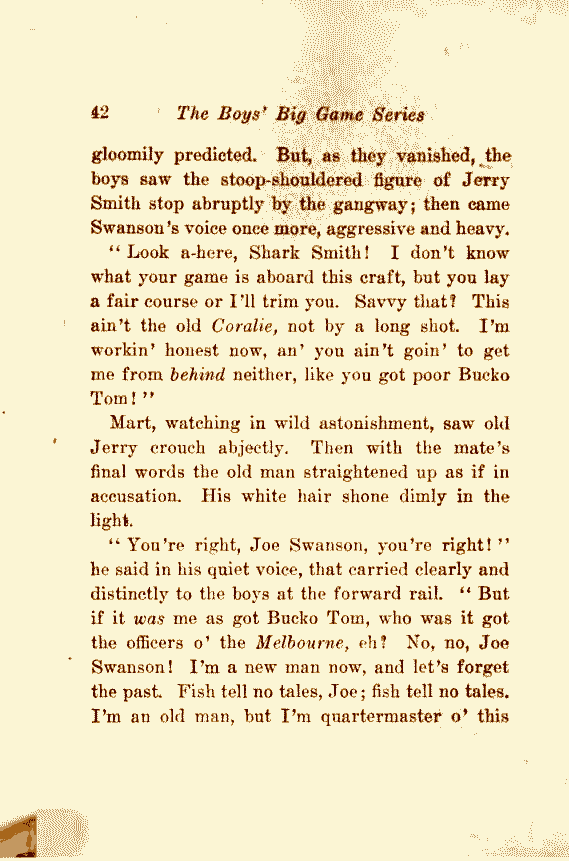 42 The Boys' Big Game Series
gloomily predicted. But, as they vanished, the
boys saw the stoop-shouldered figure of Jerry
Smith stop abruptly by the gangway; then came
Swanson's voice once more, aggressive and heavy.
“ Look a-here, Shark Smith! I don't know
what your game is aboard this craft, but you lay
a fair course or I'll trim you. Savvy that? This
ain't the old Coralie, not by a long shot. I'm
workin' honest now, an' you ain't goin' to get
me from behind neither, like you got poor Bucko
Tom! ”
Mart, watching in wild astonishment, saw old
Jerry crouch abjectly. Then with the mate's
final words the old man straightened up as if in
accusation. His white hair shone dimly in the
light.
“ You're right, Joe Swanson, you're right! ”
he said in his quiet voice, that carried clearly and
distinctly to the boys at the forward rail. “ But
if it was me as got Bucko Tom, who was it got
the officers o' the Melbourne, eh? No, no, Joe
Swanson! I'm a new man now, and let's forget
the past. Fish tell no tales, Joe; fish tell no tales.
I'm an old man, but I'm quartermaster o' this